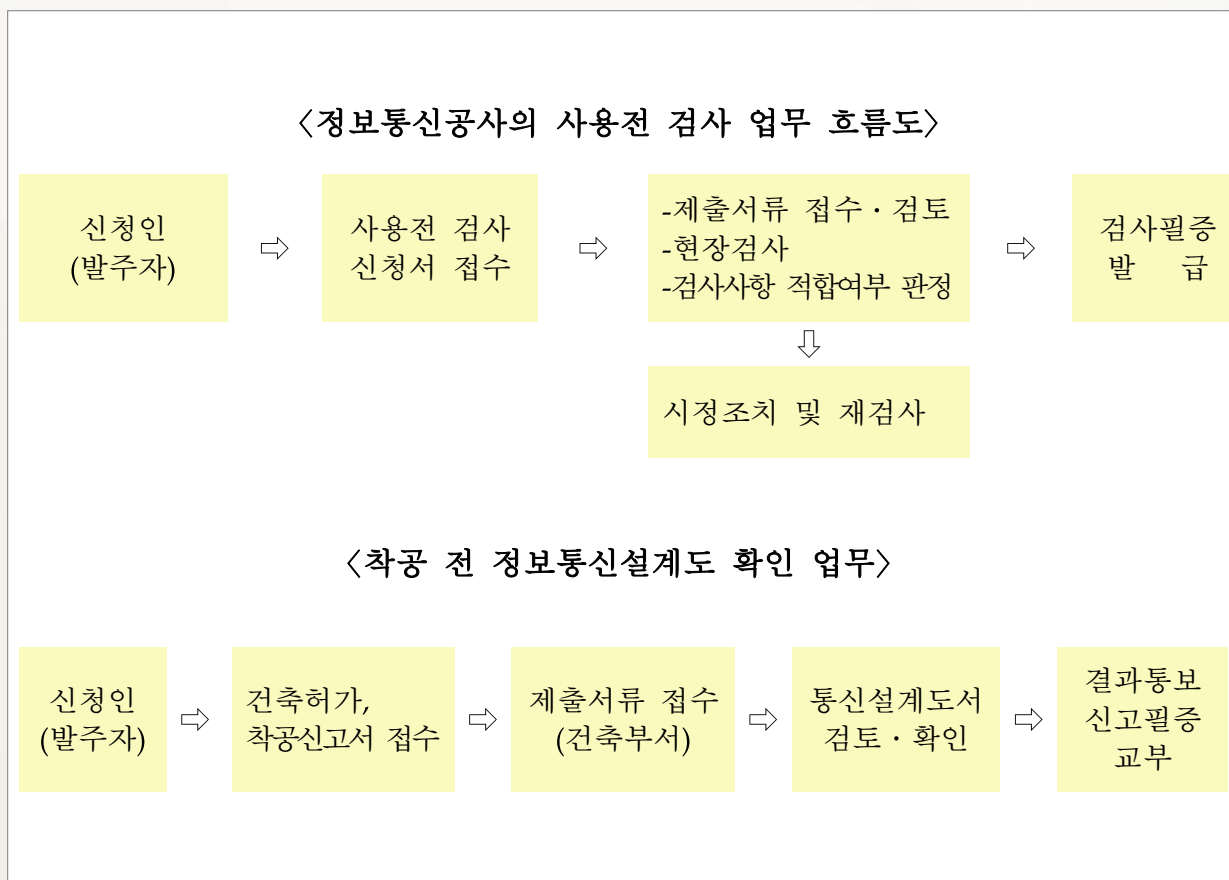 <정보통신공사의 사용전 검사 업무 흐름도>
신청인
(발주자)
⇨
사용전 검사
신청서 접수
⇨
-제출서류 접수·검토
-현장검사
-검사사항 적합여부 판정
⇨
검사필증
발 급
⇩
시정조치 및 재검사
<착공 전 정보통신설계도 확인 업무>
신청인
(발주자)
⇨
건축허가,
착공신고서 접수
⇨
제출서류 접수
(건축부서)
⇨
통신설계도서
검토·확인
⇨
결과통보
신고필증
교부